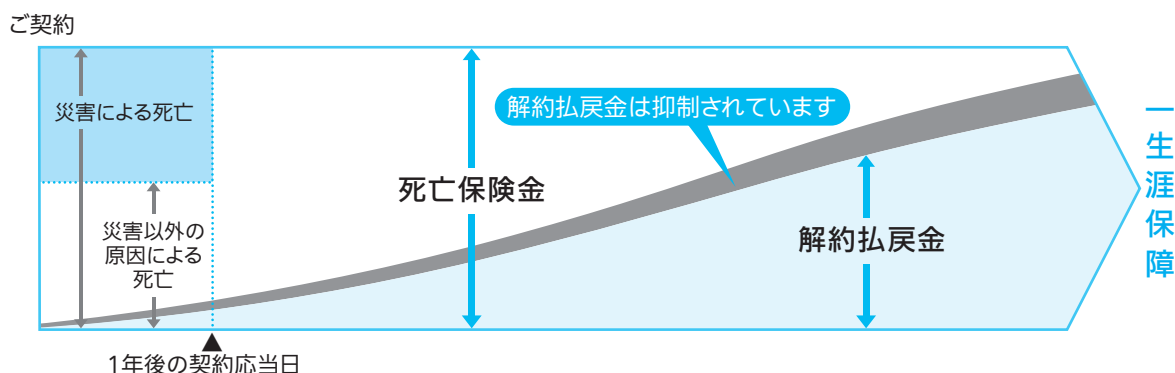 ご契約
災害による死亡
災害以外の
原因による
死亡
死亡保険金
解約払戻金は抑制されています
解約払戻金
一生涯保障
▲
1年後の契約応当日